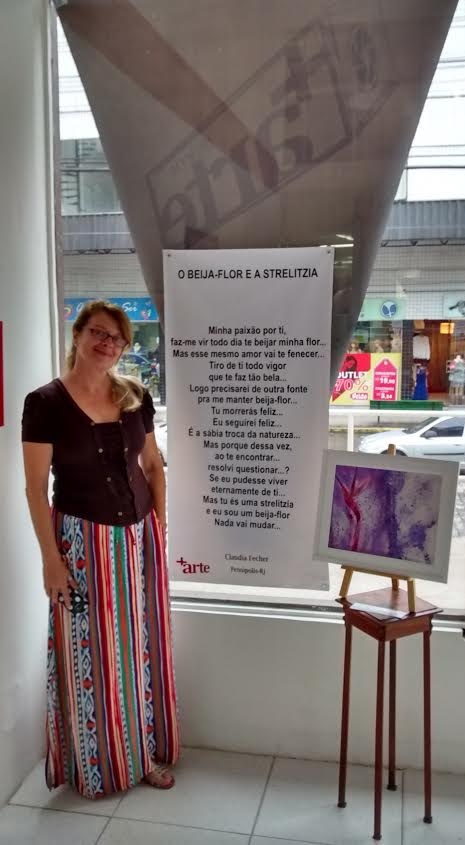 +arte
O BEIJA-FLOR E A STRELITZIA
Minha paixão por ti,
faz-me vir todo dia te beijar minha flor...
Mas esse mesmo amor vai te fenecer...
Tiro de ti todo vigor
que te faz tão bela...
Logo precisarei de outra fonte
pra me manter beija-flor...
Tu morrerás feliz...
Eu seguirei feliz...
É a sábia troca da natureza...
Mas porque dessa vez,
ao te encontrar...
resolvi questionar...?
Se eu pudesse viver
eternamente de ti...
Mas tu és uma strelitzia
e eu sou um beija-flor
Nada vai mudar...
Claudia Fecher
+arte
OUTLET
70%